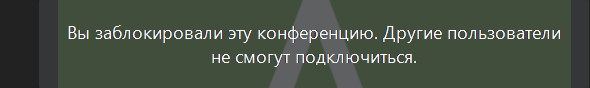 Вы заблокировали эту конференцию. Другие пользователи
не смогут подключиться.